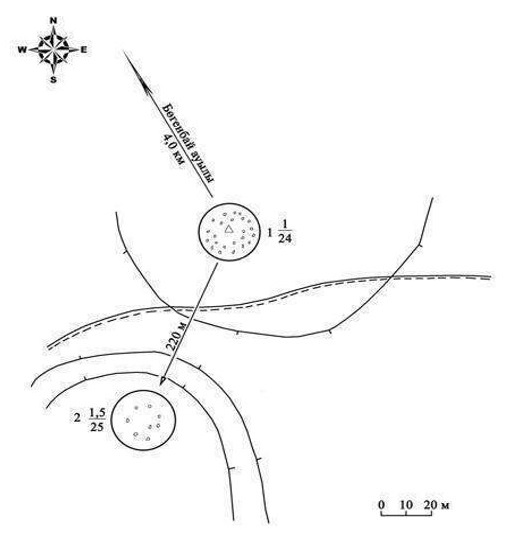 N
W E
S
Бөгенбай ауылы
4,0 км
1 1/24
220 м
2 1,5/25
0 10 20 м